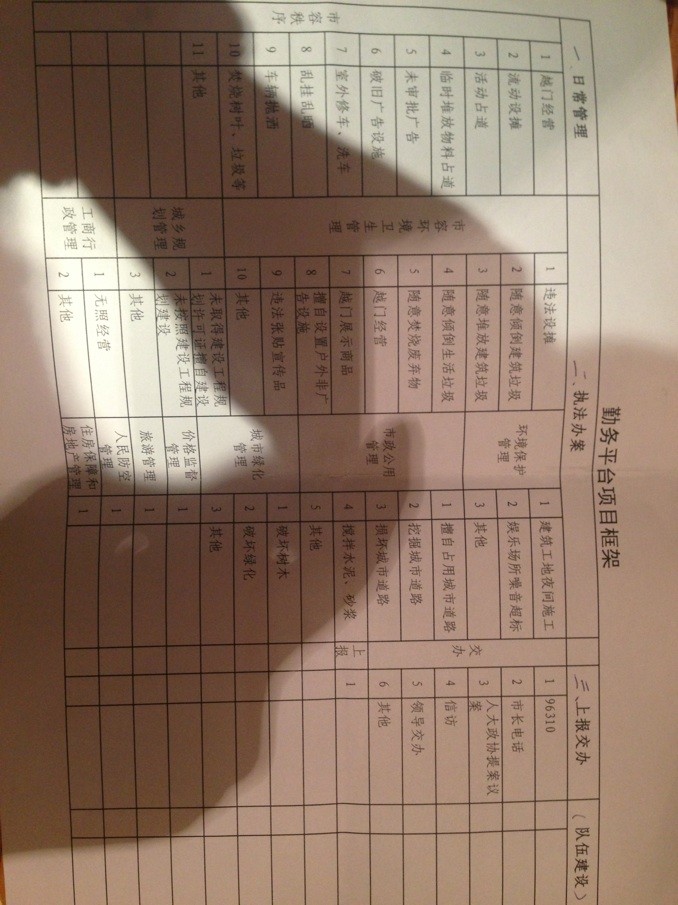 勤务平台项目框架
一、日常管理
二、执法办案
三、上报交办
（队伍建设）
市容秩序
1 越门经营
2 流动设摊
3 活动占道
4 临时堆放物料占道
5 未审批广告
6 破旧广告设施
7 室外修车、洗车
8 乱挂乱晒
9 车辆抛洒
10 焚烧树叶、垃圾等
11 其他
市容环境卫生管理
1 违法设摊
2 随意倾倒建筑垃圾
3 随意堆放建筑垃圾
4 随意倾倒生活垃圾
5 随意焚烧废弃物
6 越门经营
7 越门展示商品
8 擅自设置户外非广
告设施
9 违法张贴宣传品
10 其他
城乡规
划管理
1 未取得建设工程规
划许可证擅自建设
2 未按照建设工程规
划建设
3 其他
工商行
政管理
1 无照经营
2 其他
环境保护
管理
1 建筑工地夜间施工
2 娱乐场所噪音超标
3 其他
市政公用
管理
1 擅自占用城市道路
2 挖掘城市道路
3 损坏城市道路
4 搅拌水泥、砂浆
5 其他
城市绿化
管理
1 破坏树木
2 破坏绿化
3 其他
价格监督
管理
1
旅游管理
1
人民防空
管理
1
住房保障和
房地产管理
1
交办
1 96310
2 市长电话
3 人大政协提案议
案
4 信访
5 领导交办
6 其他
上报
1